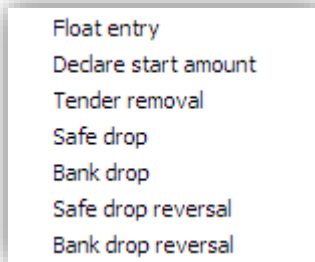 Float entry
Declare start amount
Tender removal
Safe drop
Bank drop
Safe drop reversal
Bank drop reversal